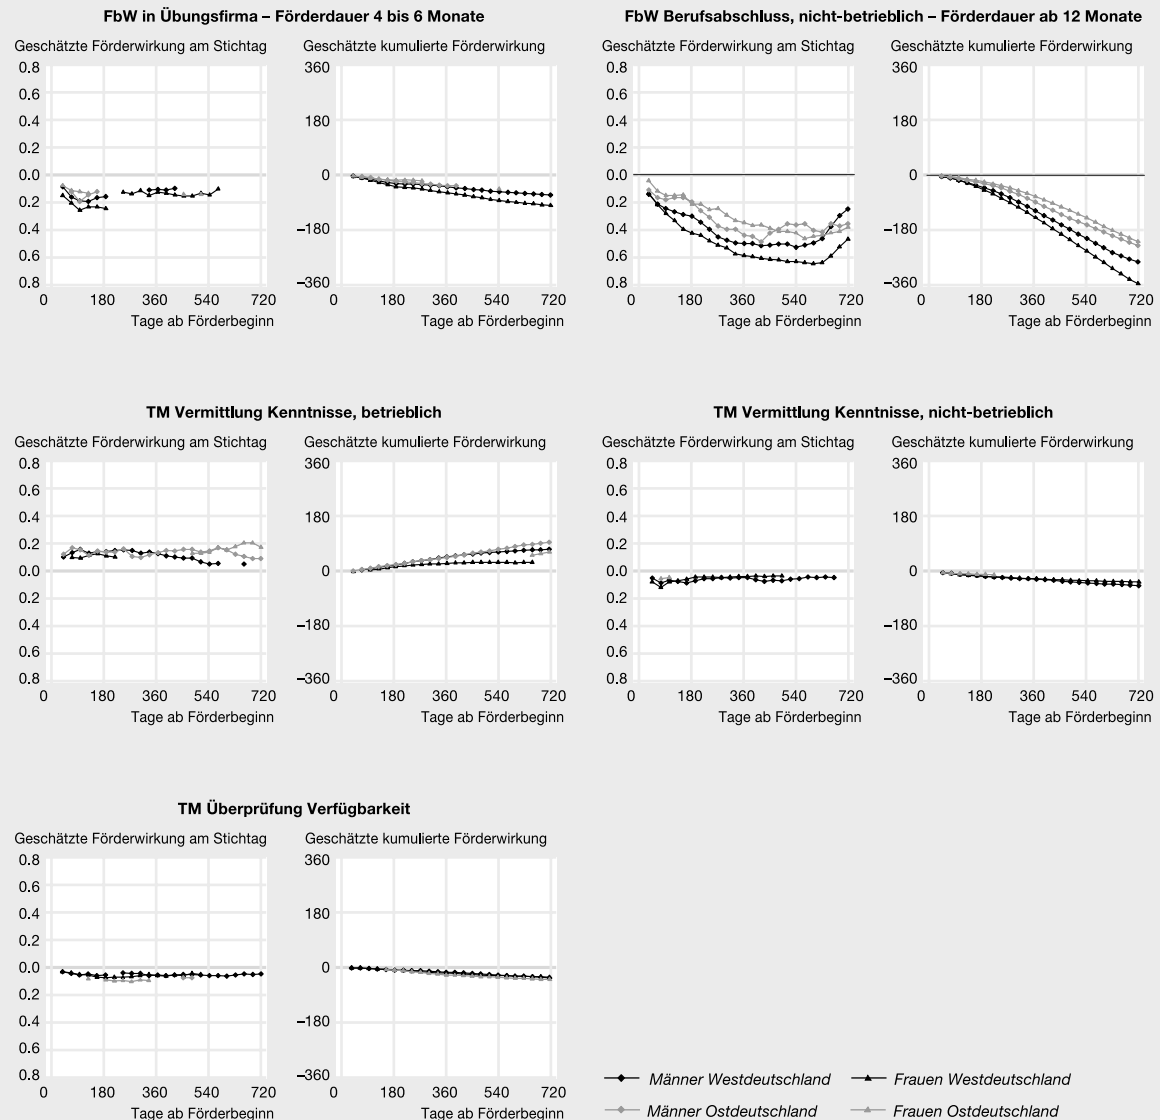 FbW in Übungsfirma – Förderdauer 4 bis 6 Monate
Geschätzte Förderwirkung am Stichtag
0.8
0.6
0.4
0.2
0.0
0.2
0.4
0.6
0.8
0 180 360 540 720
Tage ab Förderbeginn
Geschätzte kumulierte Förderwirkung
360
180
0
−180
−360
0 180 360 540 720
Tage ab Förderbeginn
FbW Berufsabschluss, nicht-betrieblich – Förderdauer ab 12 Monate
Geschätzte Förderwirkung am Stichtag
0.8
0.6
0.4
0.2
0.0
0.2
0.4
0.6
0.8
0 180 360 540 720
Tage ab Förderbeginn
Geschätzte kumulierte Förderwirkung
360
180
0
−180
−360
0 180 360 540 720
Tage ab Förderbeginn
TM Vermittlung Kenntnisse, betrieblich
Geschätzte Förderwirkung am Stichtag
0.8
0.6
0.4
0.2
0.0
0.2
0.4
0.6
0.8
0 180 360 540 720
Tage ab Förderbeginn
Geschätzte kumulierte Förderwirkung
360
180
0
−180
−360
0 180 360 540 720
Tage ab Förderbeginn
TM Vermittlung Kenntnisse, nicht-betrieblich
Geschätzte Förderwirkung am Stichtag
0.8
0.6
0.4
0.2
0.0
0.2
0.4
0.6
0.8
0 180 360 540 720
Tage ab Förderbeginn
Geschätzte kumulierte Förderwirkung
360
180
0
−180
−360
0 180 360 540 720
Tage ab Förderbeginn
TM Überprüfung Verfügbarkeit
Geschätzte Förderwirkung am Stichtag
0.8
0.6
0.4
0.2
0.0
0.2
0.4
0.6
0.8
0 180 360 540 720
Tage ab Förderbeginn
Geschätzte kumulierte Förderwirkung
360
180
0
−180
−360
0 180 360 540 720
Tage ab Förderbeginn
Männer Westdeutschland Frauen Westdeutschland
Männer Ostdeutschland Frauen Ostdeutschland